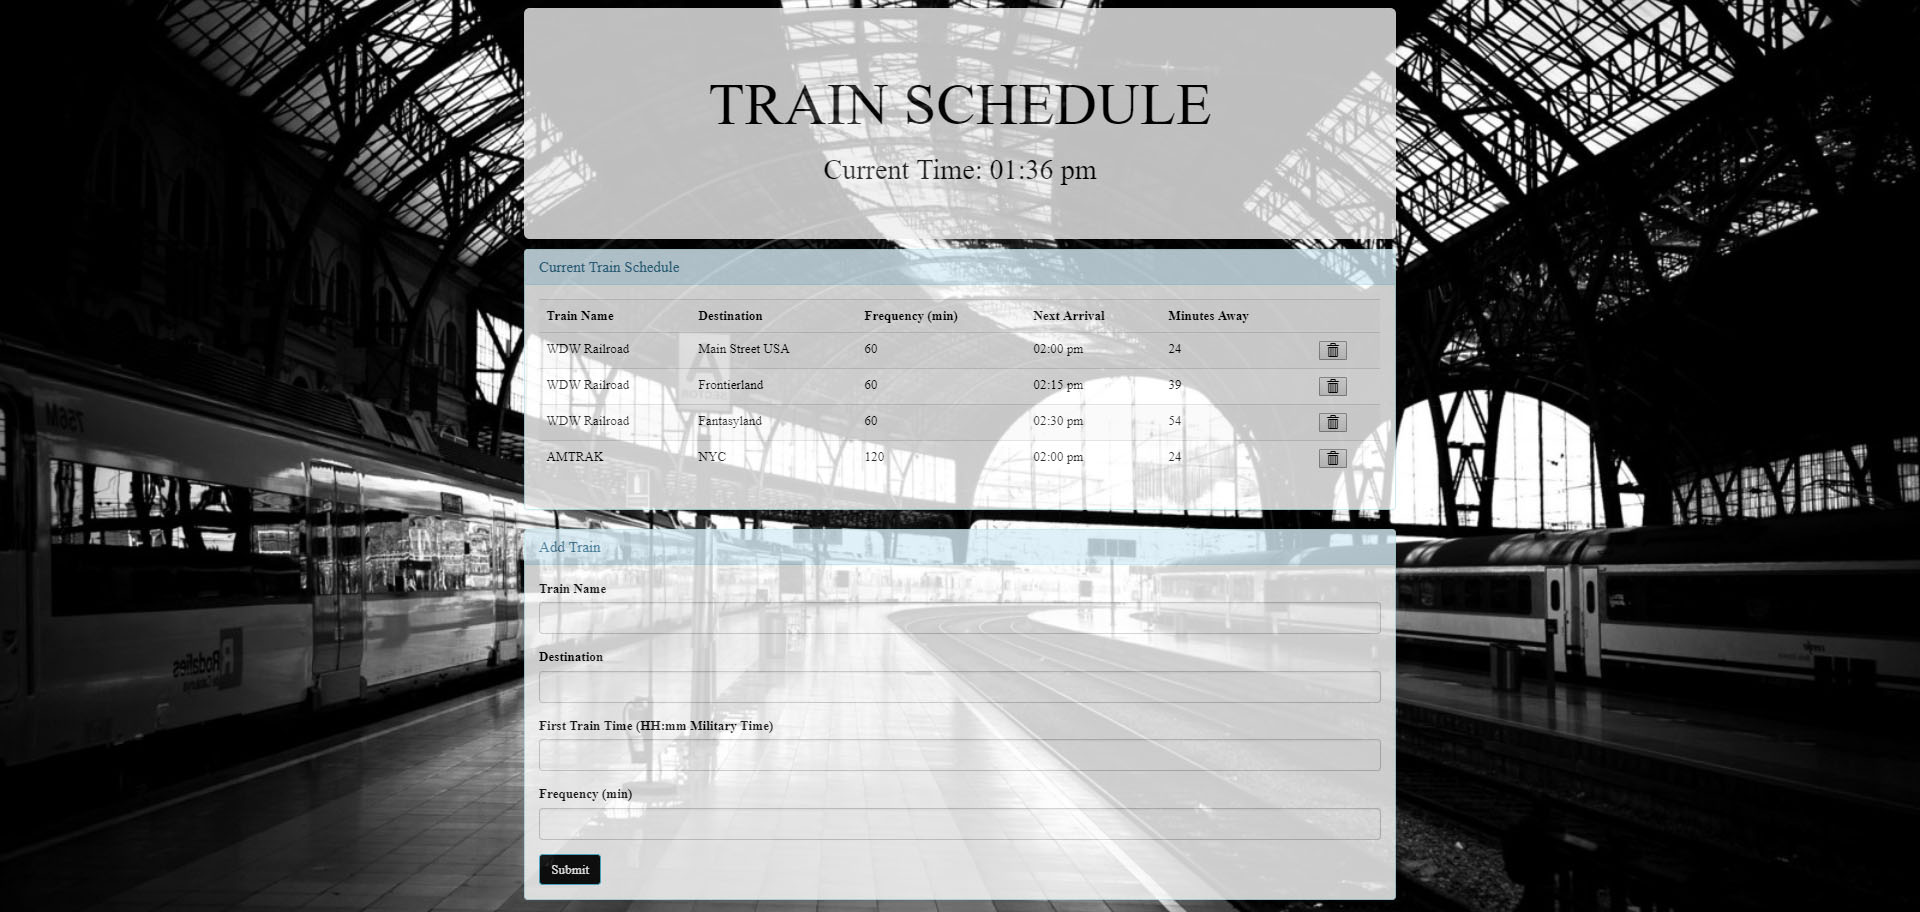 TRAIN SCHEDULE
Current Time: 01:36 pm
Current Train Schedule
Train Name Destination Frequency (min) Next Arrival Minutes Away
WDW Railroad Main Street USA 60 02:00 pm 24
WDW Railroad Frontierland 60 02:15 pm 39
WDW Railroad Fantasyland 60 02:30 pm 54
AMTRAK NYC 120 02:00 pm 24
Add Train
Train Name
Destination
First Train Time (HH:mm Military Time)
Frequency (min)
Submit
A
SECTOR
756M
Rodalies